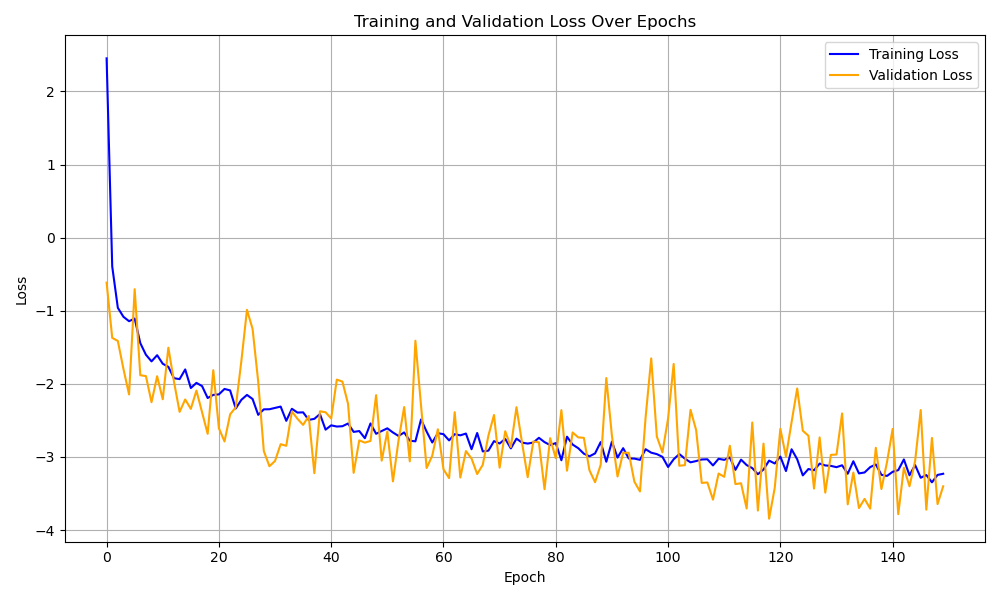 Training and Validation Loss Over Epochs
Training Loss
Validation Loss
2
1
0
−1
−2
−3
−4
Loss
0 20 40 60 80 100 120 140
Epoch